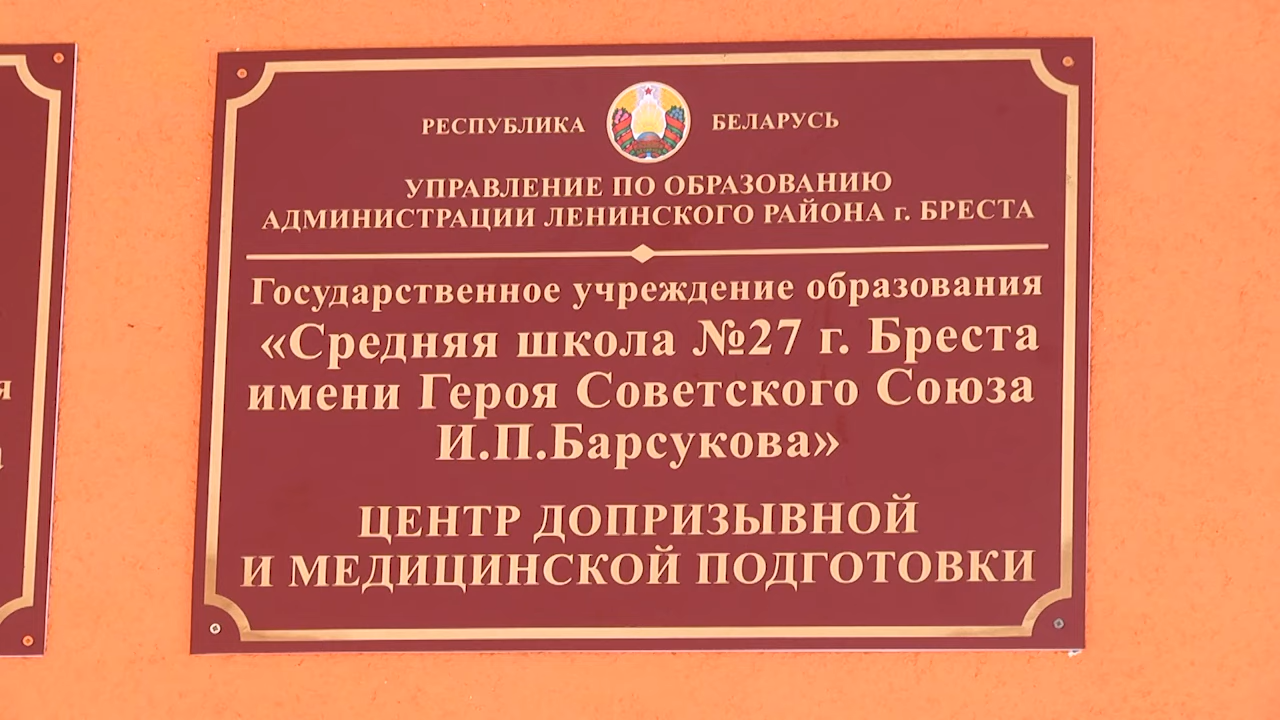 РЕСПУБЛИКА БЕЛАРУСЬ
УПРАВЛЕНИЕ ПО ОБРАЗОВАНИЮ
АДМИНИСТРАЦИИ ЛЕНИНСКОГО РАЙОНА г. БРЕСТА
Государственное учреждение образования
«Средняя школа №27 г. Бреста
имени Героя Советского Союза
И.П.Барсукова»
ЦЕНТР ДОПРИЗЫВНОЙ
И МЕДИЦИНСКОЙ ПОДГОТОВКИ